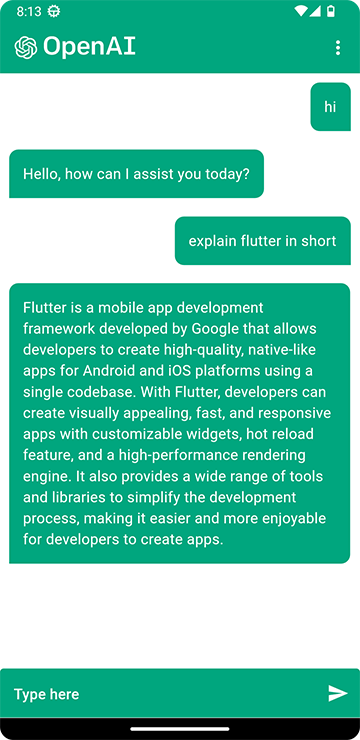 8:13
OpenAI
hi
Hello, how can I assist you today?
explain flutter in short
Flutter is a mobile app development
framework developed by Google that allows
developers to create high-quality, native-like
apps for Android and iOS platforms using a
single codebase. With Flutter, developers can
create visually appealing, fast, and responsive
apps with customizable widgets, hot reload
feature, and a high-performance rendering
engine. It also provides a wide range of tools
and libraries to simplify the development
process, making it easier and more enjoyable
for developers to create apps.
Type here